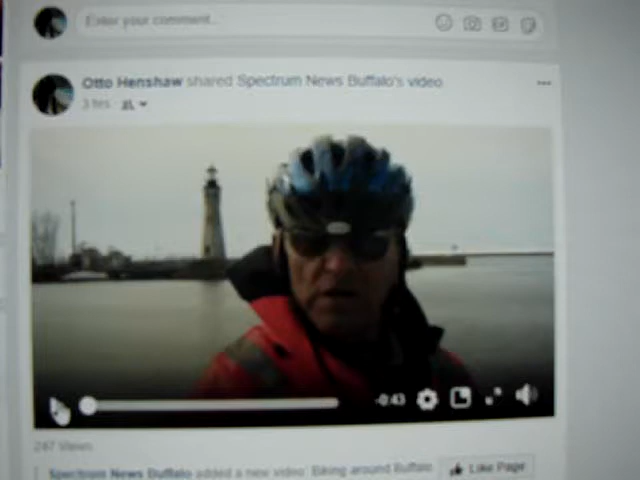 Enter your comment...
Otto Henshaw shared Spectrum News Buffalo's video
3 hrs
-0:43
247 Views
Spectrum News Buffalo added a new video: Biking around Buffalo.
Like Page